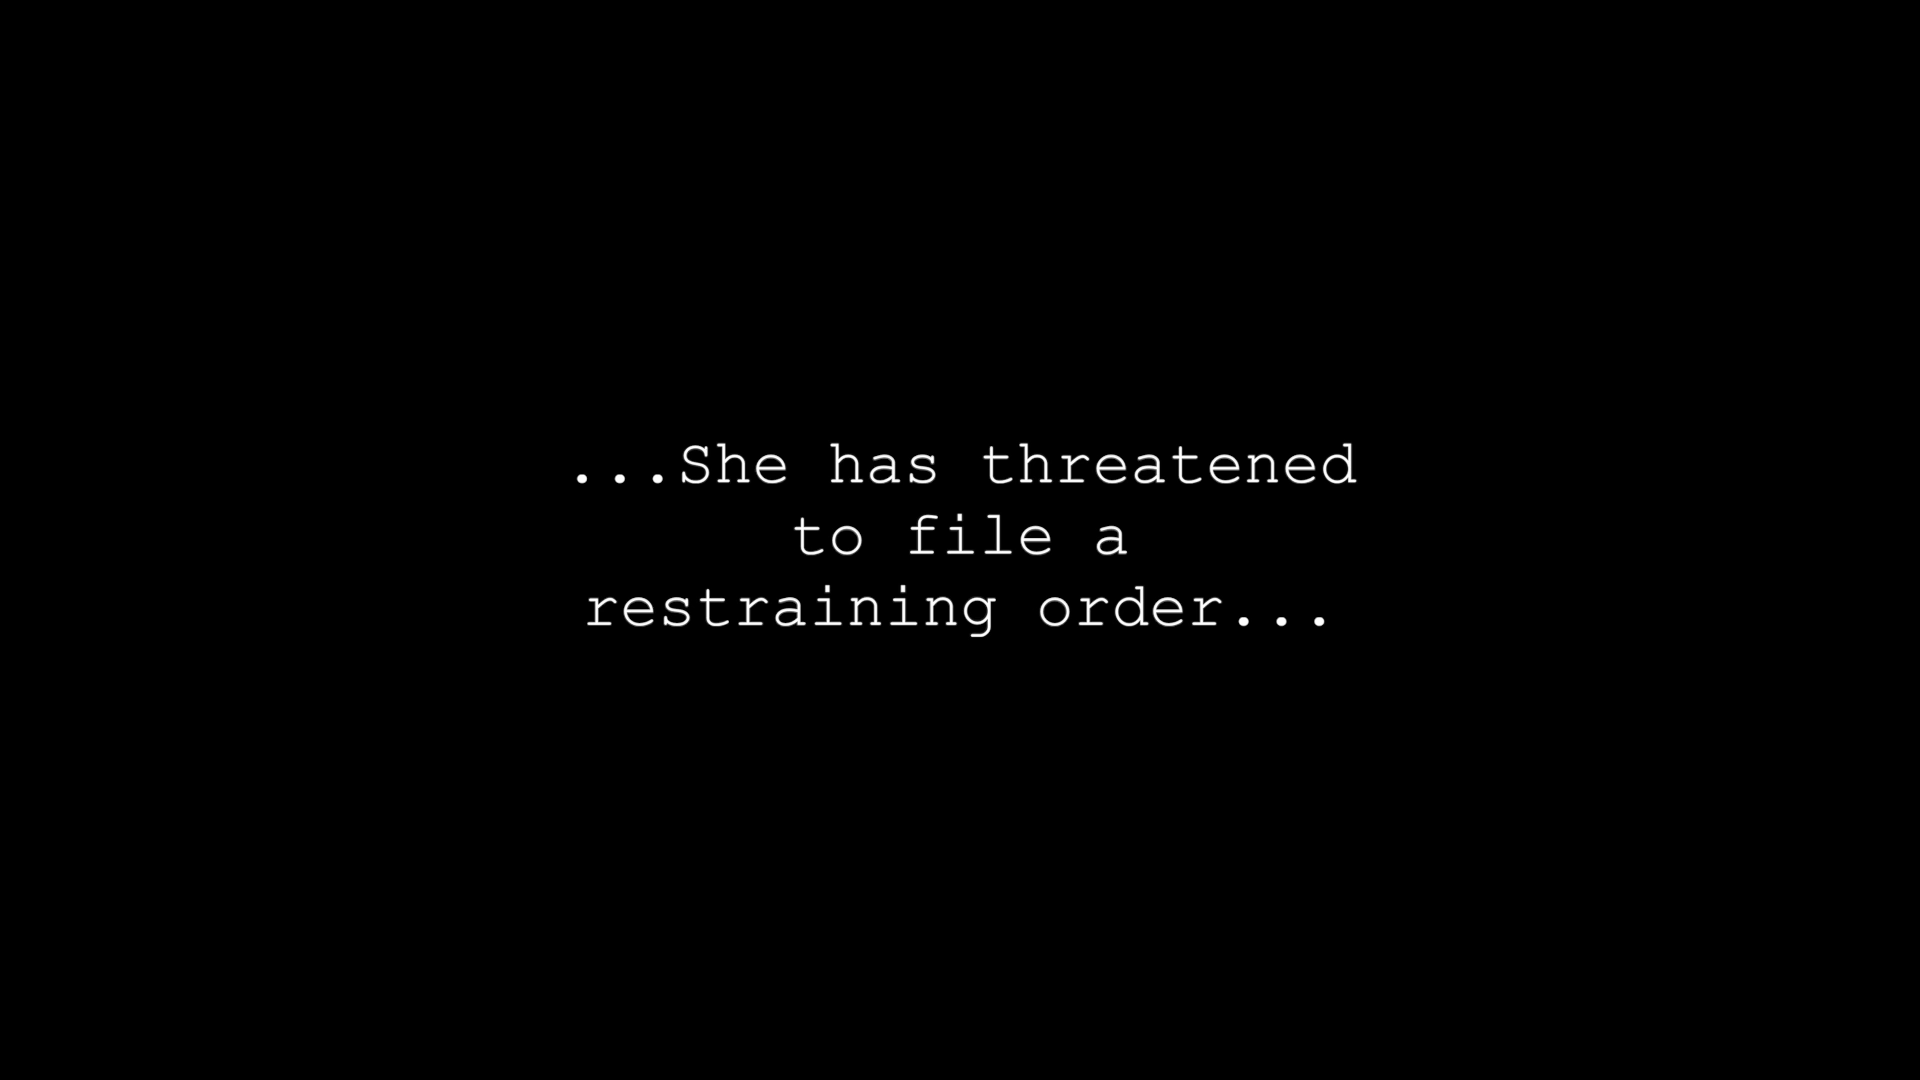 ...She has threatened
to file a
restraining order...